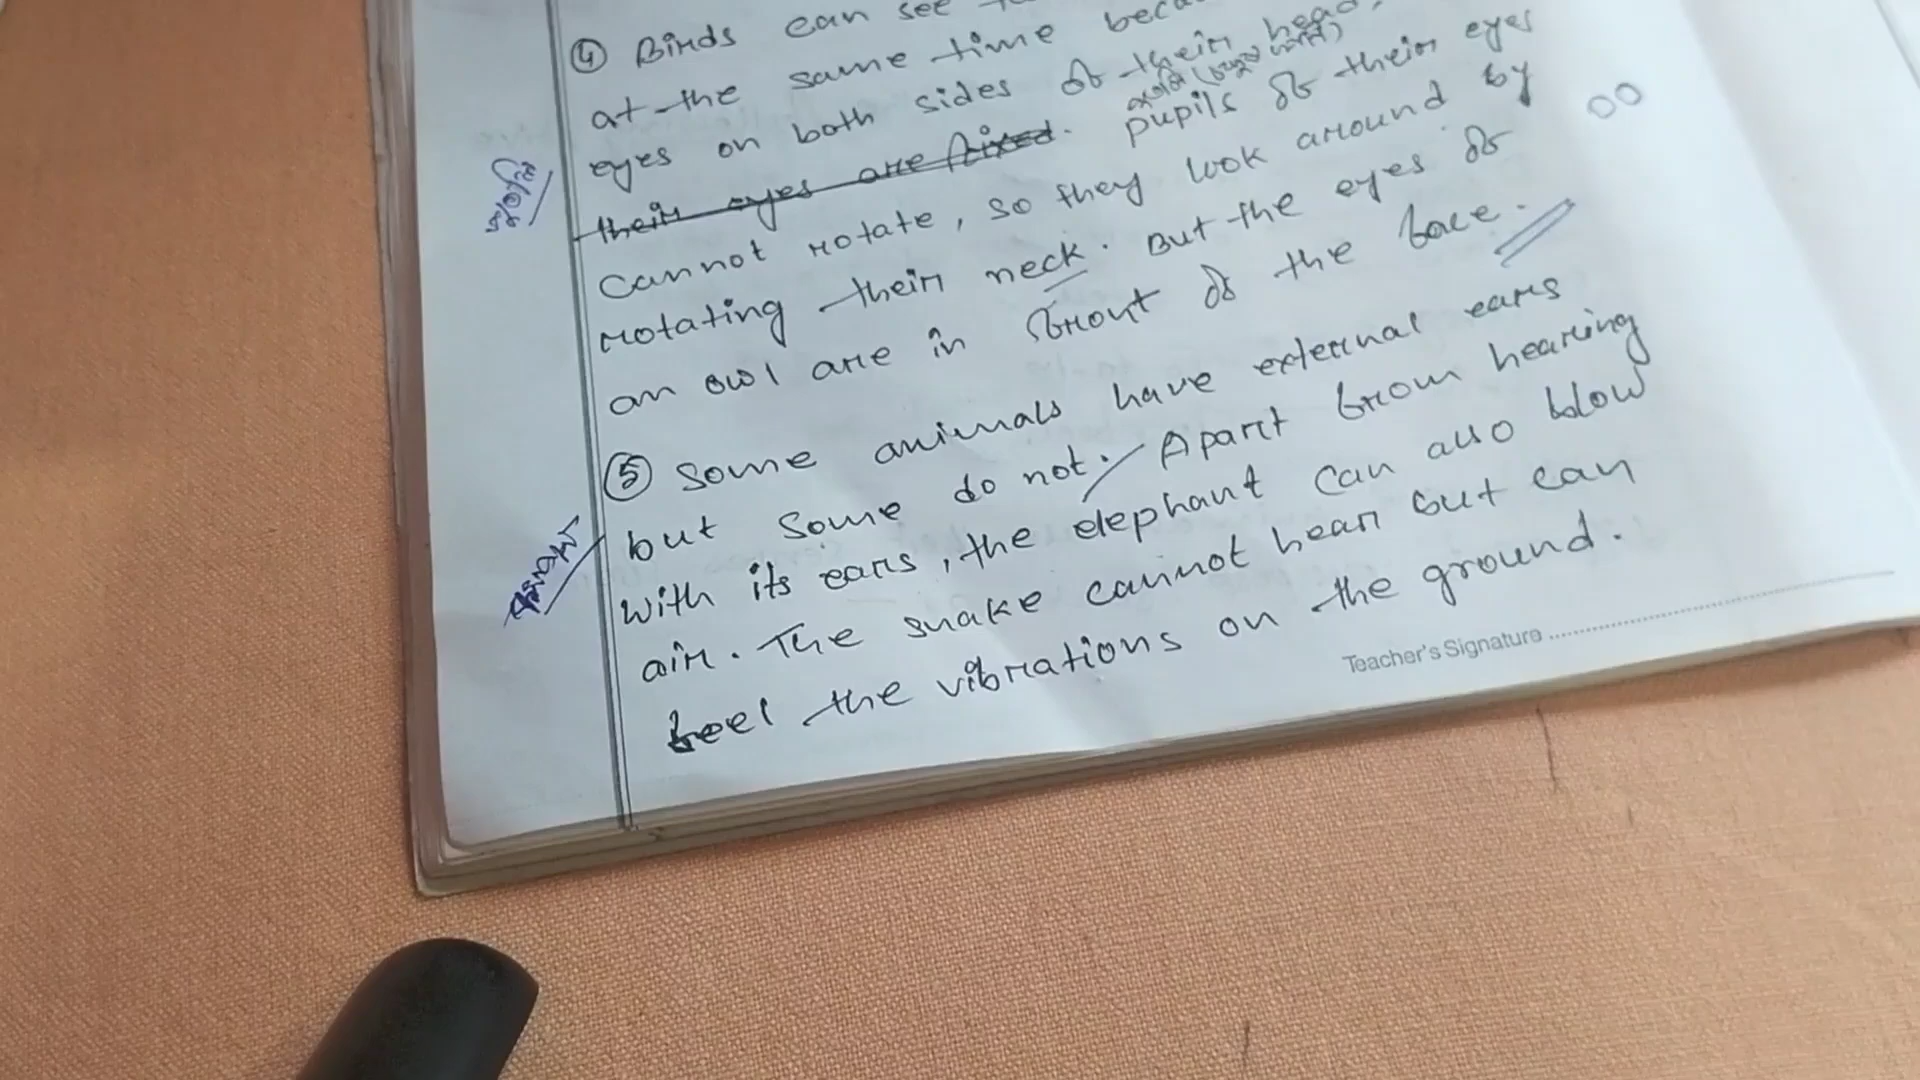 ④ Birds can see
at the same time
eyes on both sides of their head.
their eyes are fixed. pupils of their eyes
cannot rotate, so they look around by
rotating their neck. But the eyes of
an owl are in front of the face.
⑤ Some animals have external ears
but some do not. Apart from hearing
with its ears, the elephant can also blow
air. The snake cannot hear but can
feel the vibrations on the ground.
Teacher's Signature